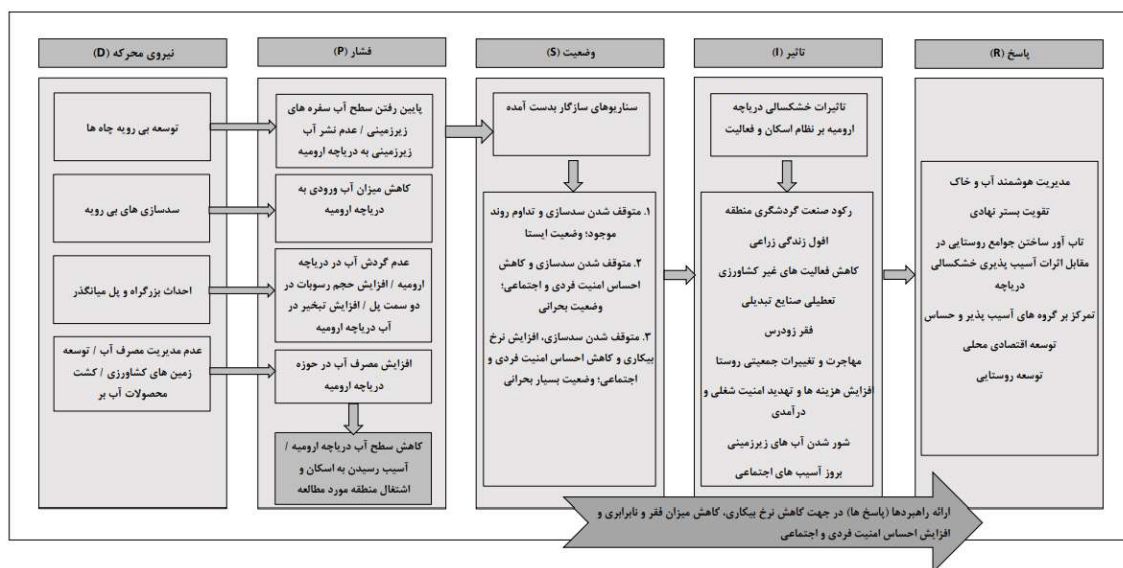 نیروی محرکه (D)
توسعه بی رویه چاه ها
سدسازی های بی رویه
احداث بزرگراه و پل میانگذر
عدم مدیریت مصرف آب / توسعه
زمین های کشاورزی / کشت
محصولات آب بر
فشار (P)
پایین رفتن سطح آب سفره های
زیرزمینی / عدم نشر آب
زیرزمینی به دریاچه ارومیه
کاهش میزان آب ورودی به
دریاچه ارومیه
عدم گردش آب در دریاچه
ارومیه / افزایش حجم رسوبات در
دو سمت پل / افزایش تبخیر در
آب دریاچه ارومیه
افزایش مصرف آب در حوزه
دریاچه ارومیه
کاهش سطح آب دریاچه ارومیه /
آسیب رسیدن به اسکان و
اشتغال منطقه مورد مطالعه
وضعیت (S)
سناریوهای سازگار بدست آمده
۱. متوقف شدن سدسازی و تداوم روند
موجود؛ وضعیت ایستا
۲. متوقف شدن سدسازی و کاهش
احساس امنیت فردی و اجتماعی؛
وضعیت بحرانی
۳. متوقف شدن سدسازی، افزایش نرخ
بیکاری و کاهش احساس امنیت فردی و
اجتماعی؛ وضعیت بسیار بحرانی
تاثیر (I)
تاثیرات خشکسالی دریاچه
ارومیه بر نظام اسکان و فعالیت
رکود صنعت گردشگری منطقه
افول زندگی زراعی
کاهش فعالیت های غیر کشاورزی
تعطیلی صنایع تبدیلی
فقر زودرس
مهاجرت و تغییرات جمعیتی روستا
افزایش هزینه ها و تهدید امنیت شغلی و
درآمدی
شور شدن آب های زیرزمینی
بروز آسیب های اجتماعی
پاسخ (R)
مدیریت هوشمند آب و خاک
تقویت بستر نهادی
تاب آور ساختن جوامع روستایی در
مقابل اثرات آسیب پذیری خشکسالی
دریاچه
تمرکز بر گروه های آسیب پذیر و حساس
توسعه اقتصادی محلی
توسعه روستایی
ارائه راهبردها (پاسخ ها) در جهت کاهش نرخ بیکاری، کاهش میزان فقر و نابرابری و
افزایش احساس امنیت فردی و اجتماعی